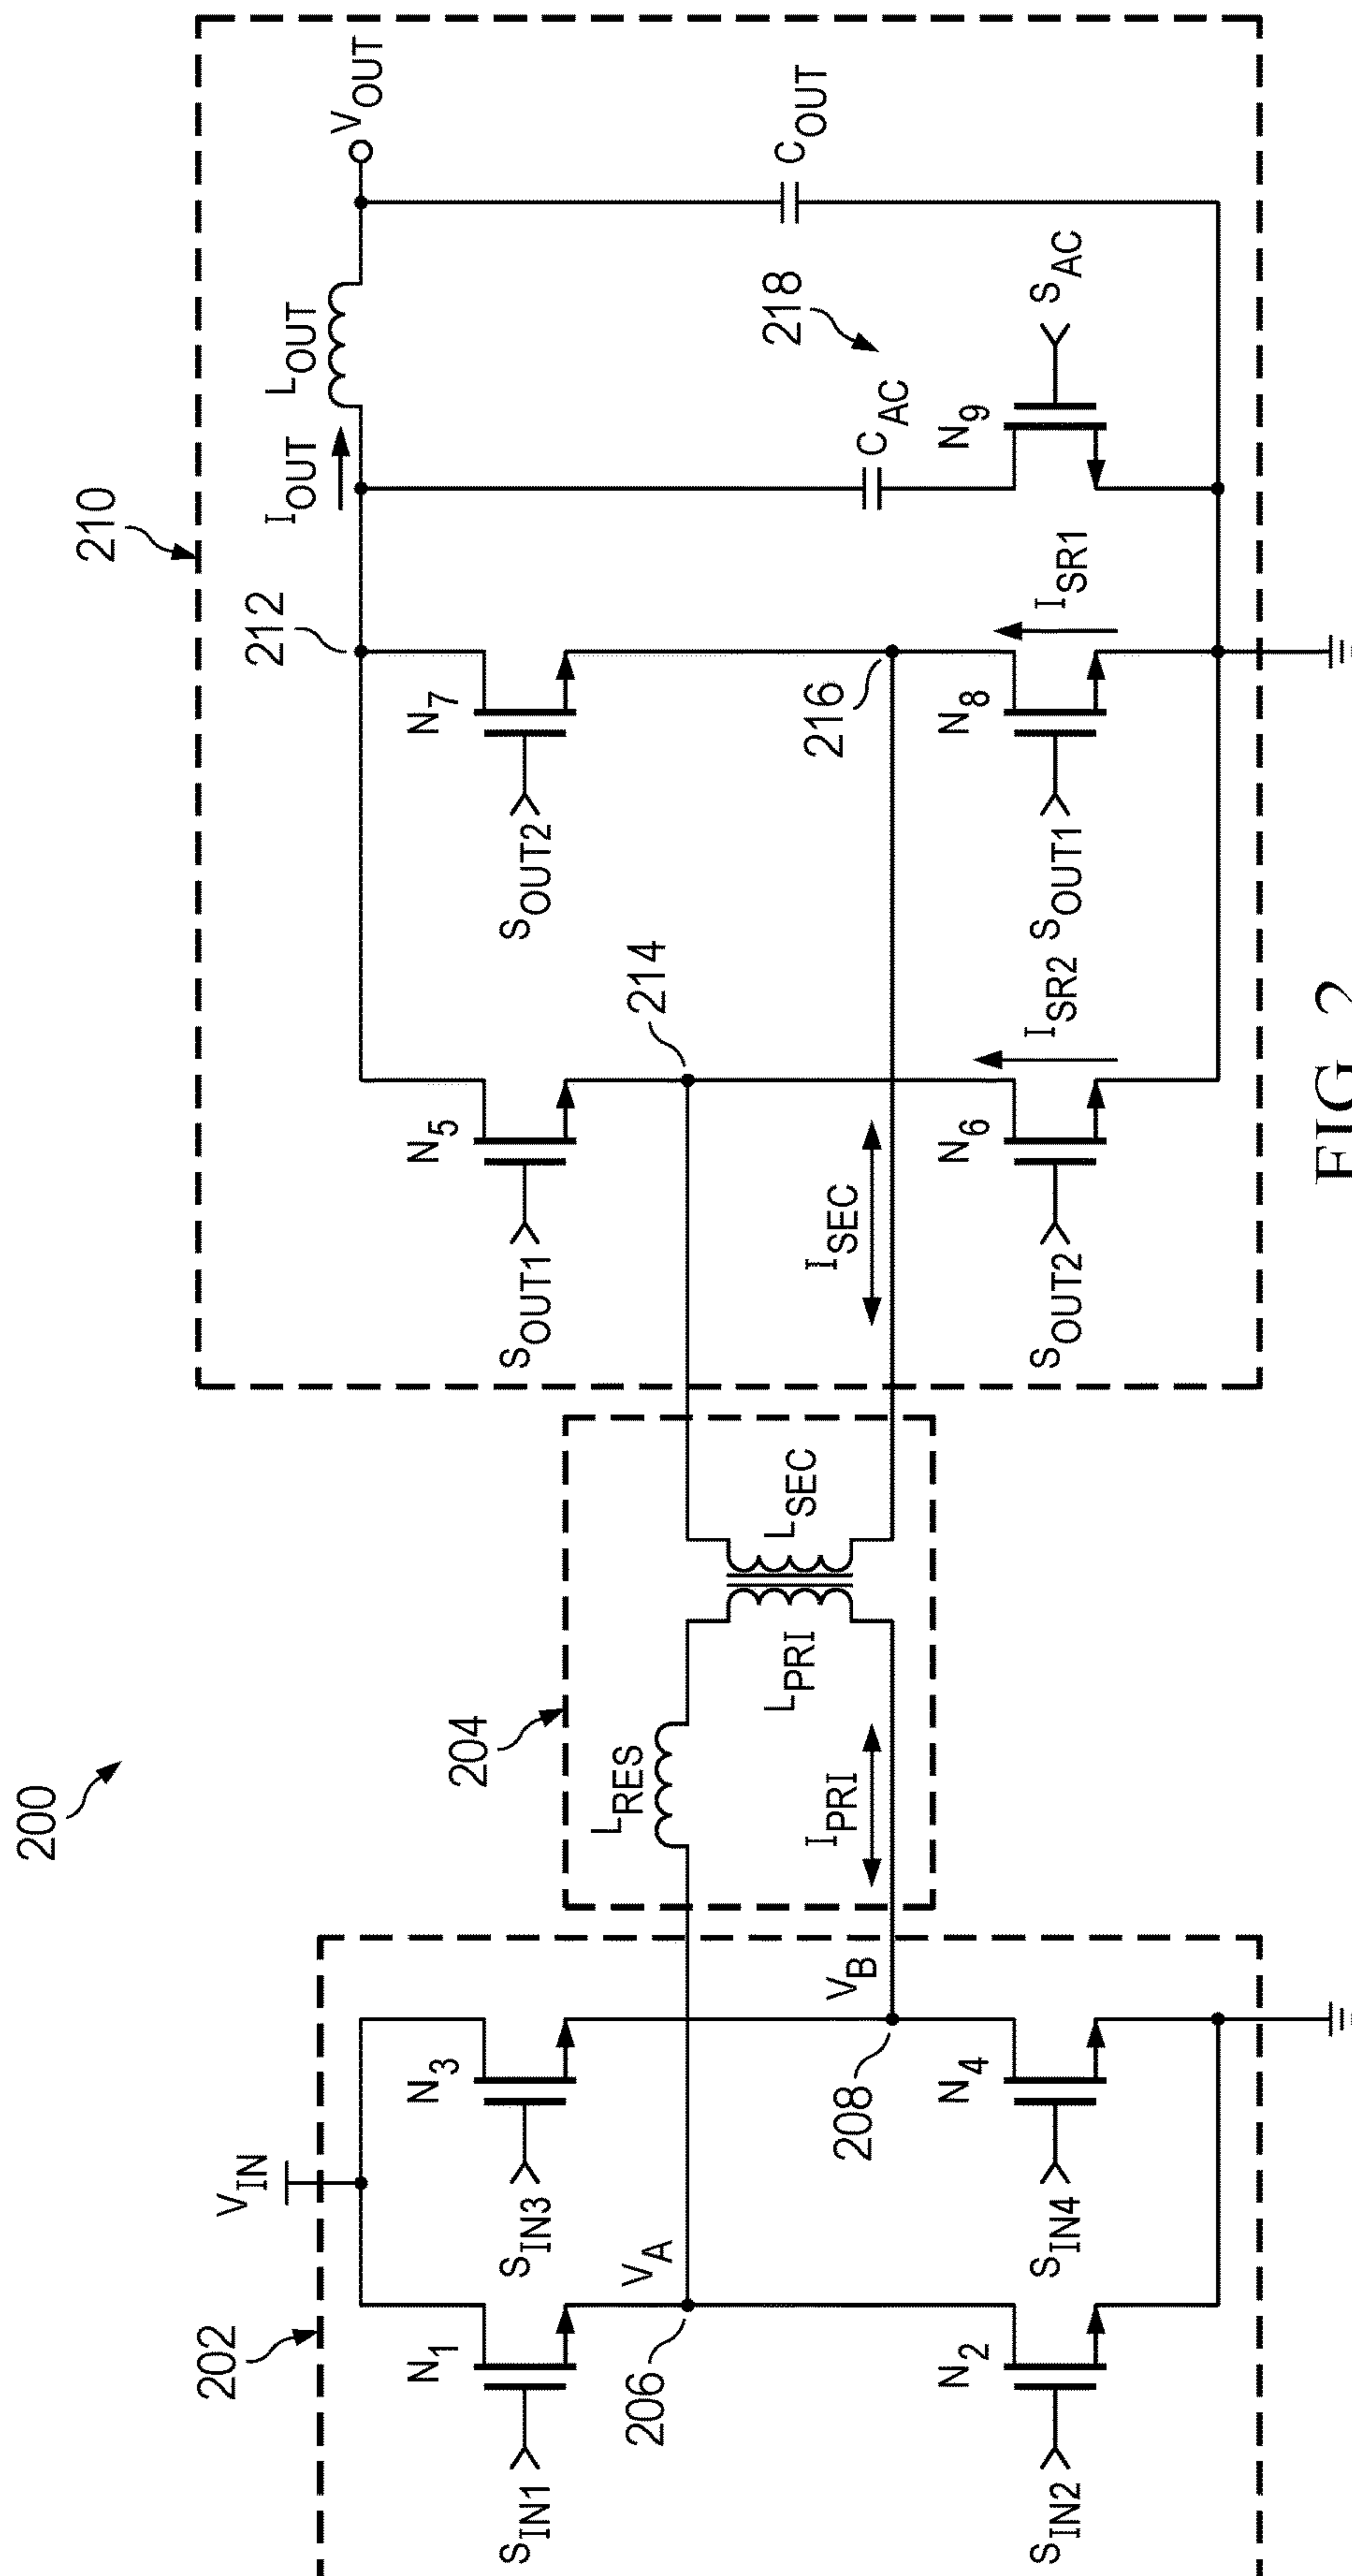 200
202
V_IN
N_1
S_IN1
N_3
S_IN3
V_A
206
V_B
208
N_2
S_IN2
N_4
S_IN4
204
L_RES
I_PRI
L_PRI
L_SEC
210
212
I_OUT
L_OUT
V_OUT
N_5
S_OUT1
N_7
S_OUT2
214
216
I_SEC
N_6
S_OUT2
I_SR2
N_8
S_OUT1
I_SR1
C_AC
218
N_9
S_AC
C_OUT
FIG. 2